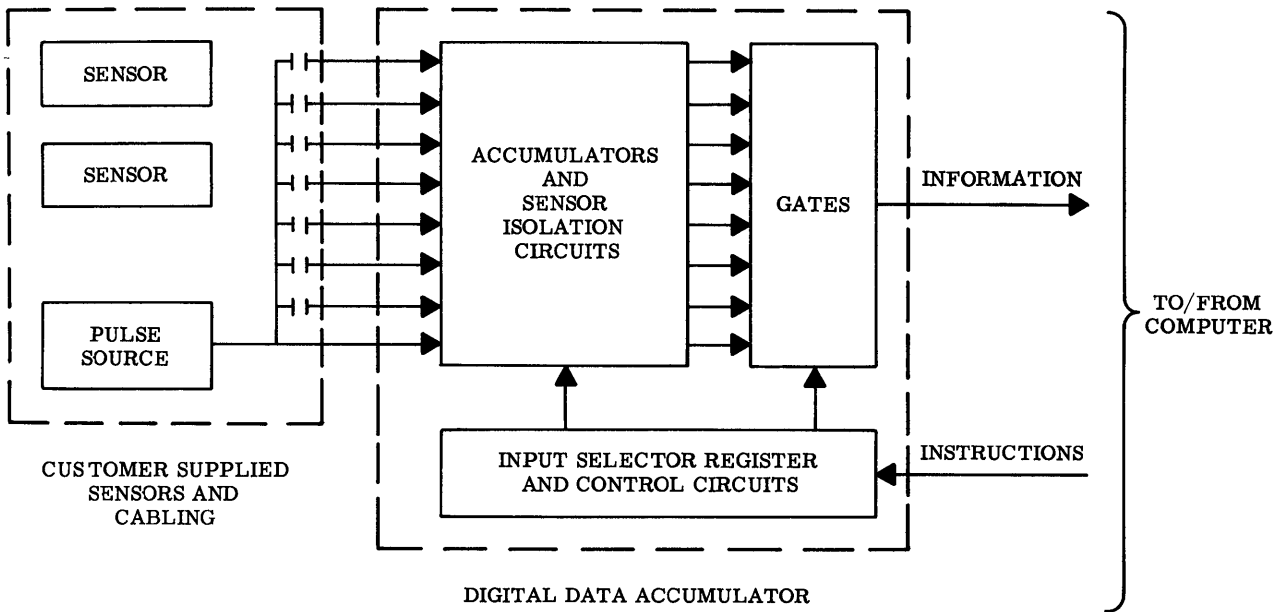 SENSOR
SENSOR
PULSE
SOURCE
CUSTOMER SUPPLIED
SENSORS AND
CABLING
ACCUMULATORS
AND
SENSOR
ISOLATION
CIRCUITS
GATES
INPUT SELECTOR REGISTER
AND CONTROL CIRCUITS
DIGITAL DATA ACCUMULATOR
INFORMATION
INSTRUCTIONS
TO/FROM
COMPUTER